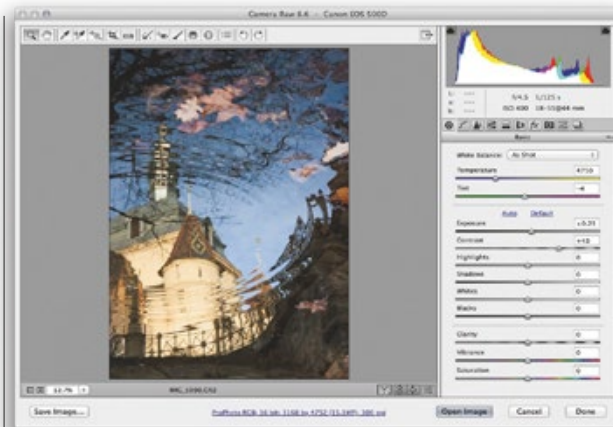 Camera Raw 8.6 - Canon EOS 500D
f/4.5 1/125 s
ISO 400 18-55@44 mm
Basic
White Balance: As Shot
Temperature 4750
Tint -4
Auto Default
Exposure +0.25
Contrast
Highlights 0
Shadows 0
Whites 0
Blacks 0
Clarity 0
Vibrance 0
Saturation 0
Save Image...
Open Image
Cancel
Done